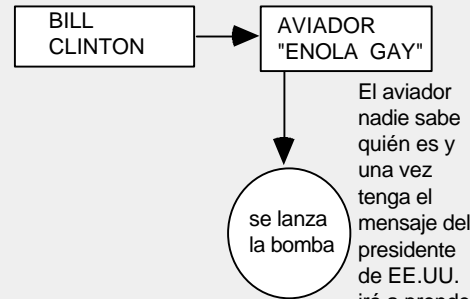 BILL
CLINTON
AVIADOR
"ENOLA GAY"
El aviador
nadie sabe
quién es y
una vez
tenga el
mensaje del
presidente
de EE.UU.
se lanza
la bomba